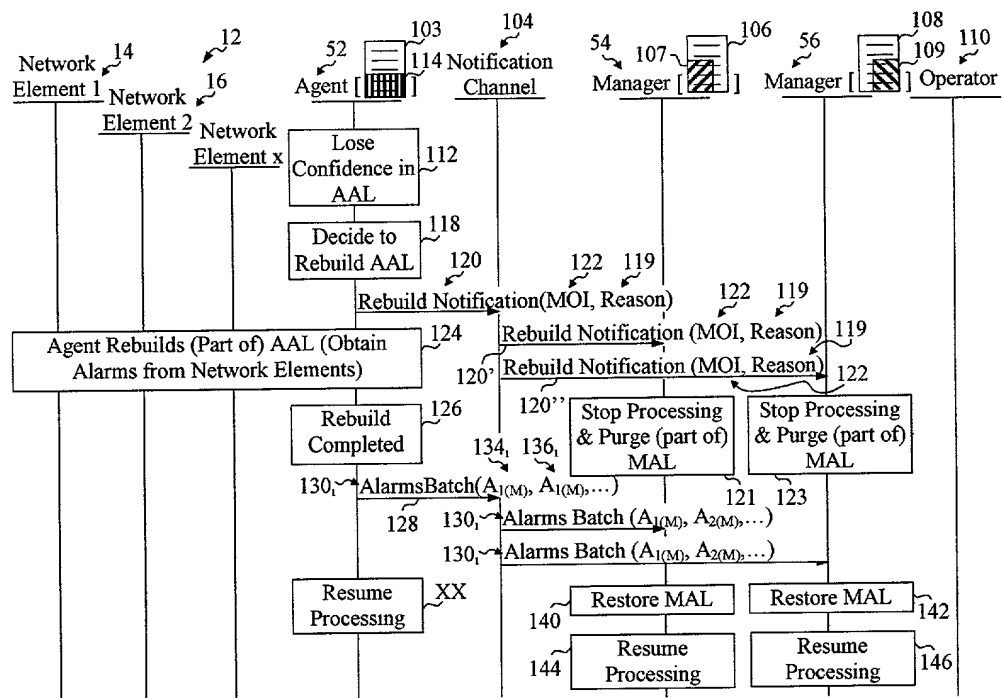 103
104
106
108
14
12
52
114
Notification
54
107
56
109
110
Network
Element 1
16
Agent [ ]
Channel
Manager [ ]
Manager [ ]
Operator
Network
Element 2
Network
Element x
Lose
Confidence in
AAL
112
Decide to
Rebuild AAL
118
120
122
119
Rebuild Notification(MOI, Reason)
122
119
Rebuild Notification (MOI, Reason)
119
120'
Agent Rebuilds (Part of) AAL (Obtain
Alarms from Network Elements)
124
Rebuild Notification (MOI, Reason)
120''
122
Rebuild
Completed
126
Stop Processing
& Purge (part of)
MAL
Stop Processing
& Purge (part of)
MAL
134₁
136₁
121
123
130₁
AlarmsBatch(A1(M), A1(M),...)
128
130₁
Alarms Batch (A1(M), A2(M),...)
130₁
Alarms Batch (A1(M), A2(M),...)
Resume
Processing
XX
Restore MAL
140
Restore MAL
142
Resume
Processing
144
Resume
Processing
146